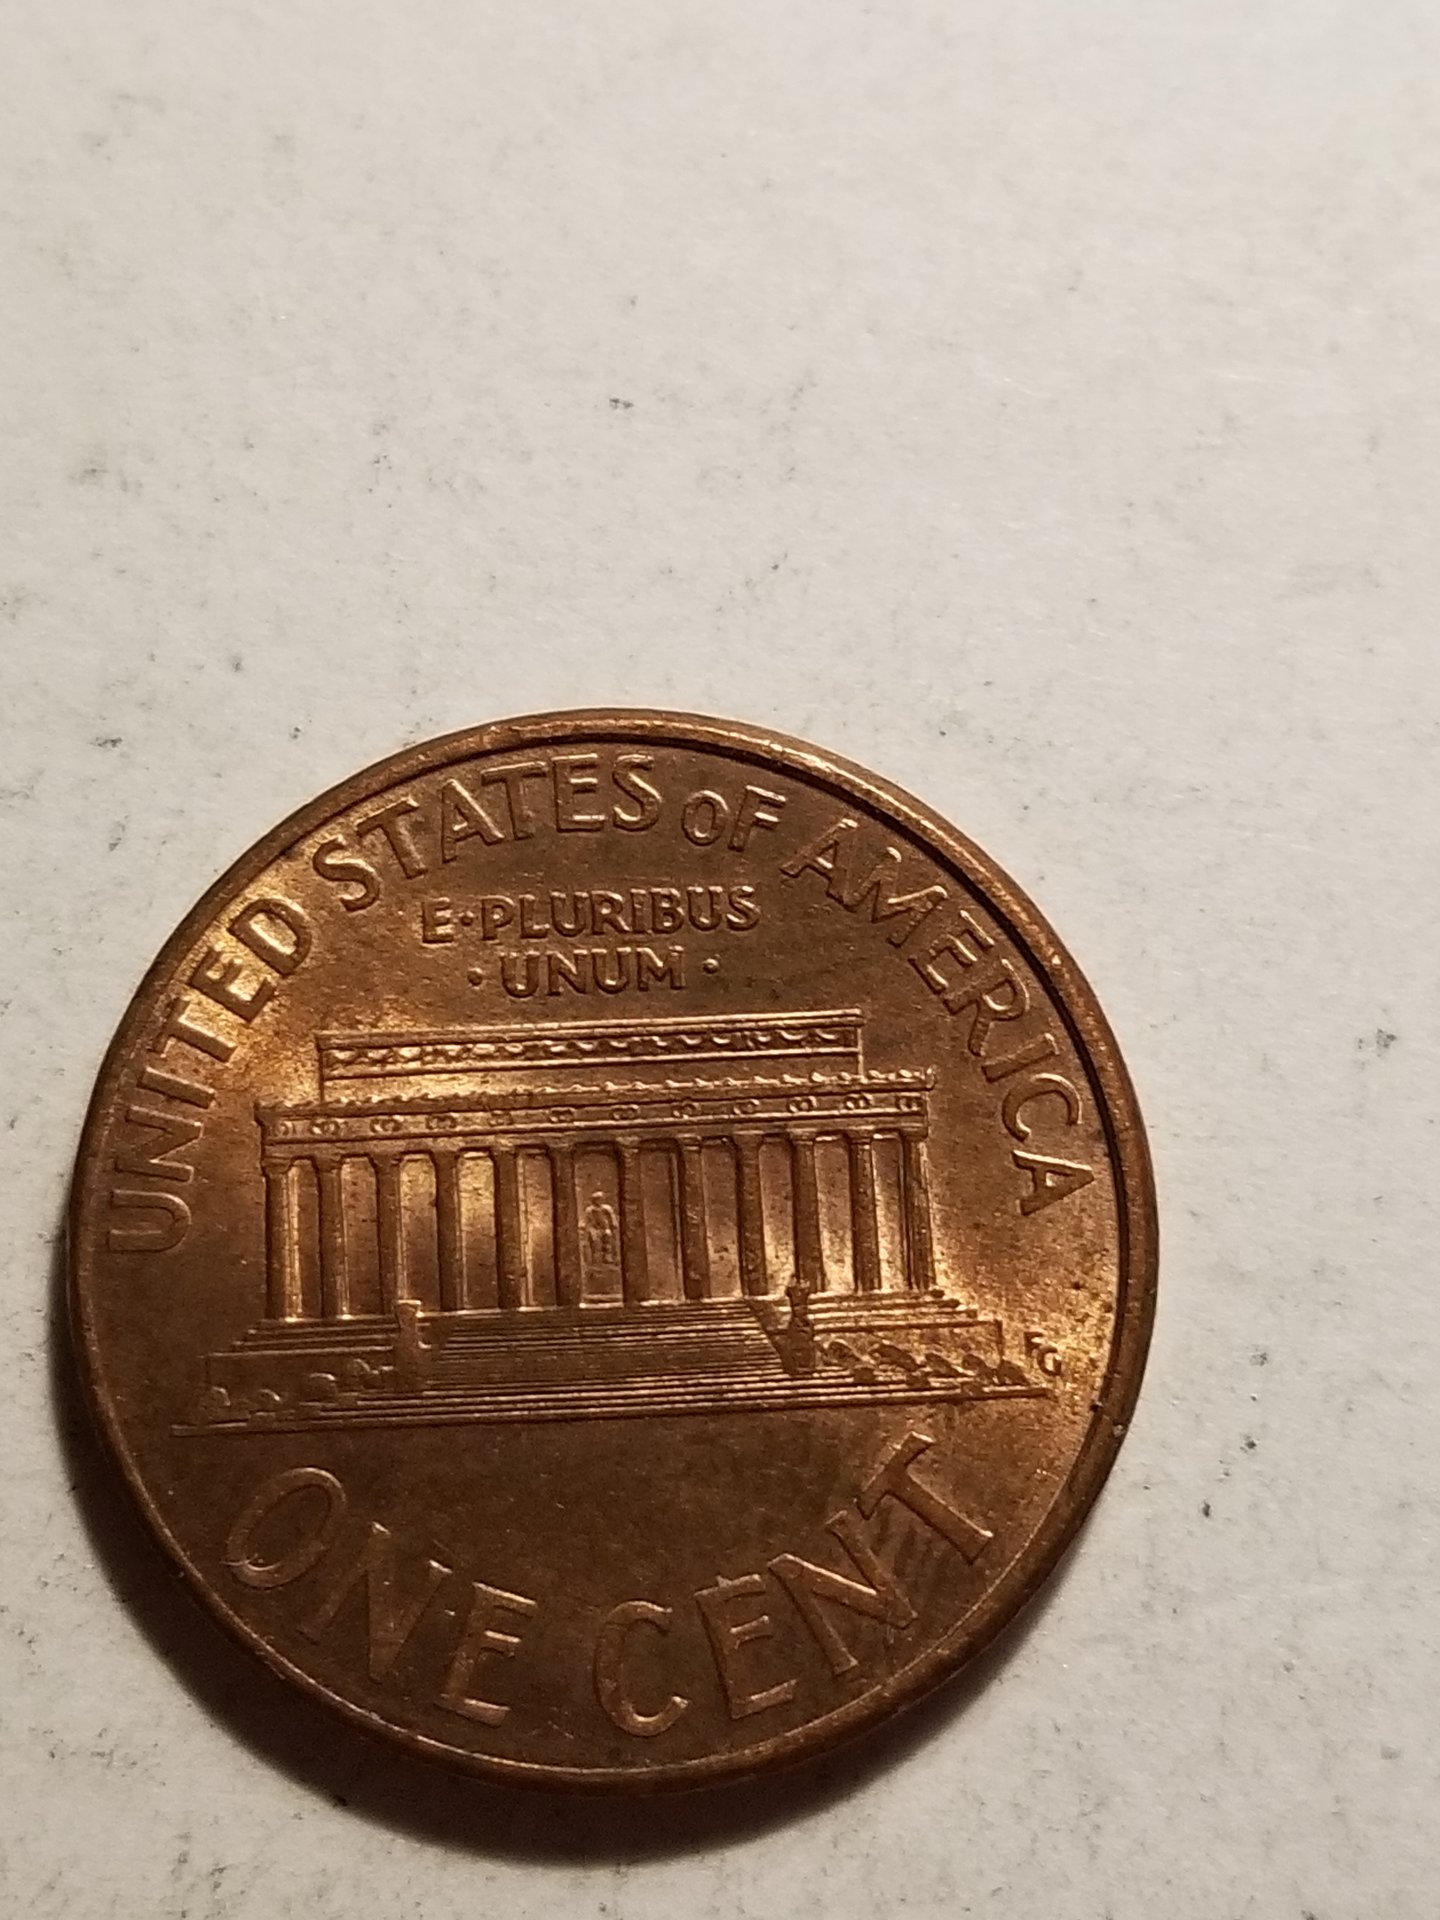 UNITED STATES OF AMERICA
E·PLURIBUS
·UNUM·
FG
ONE CENT